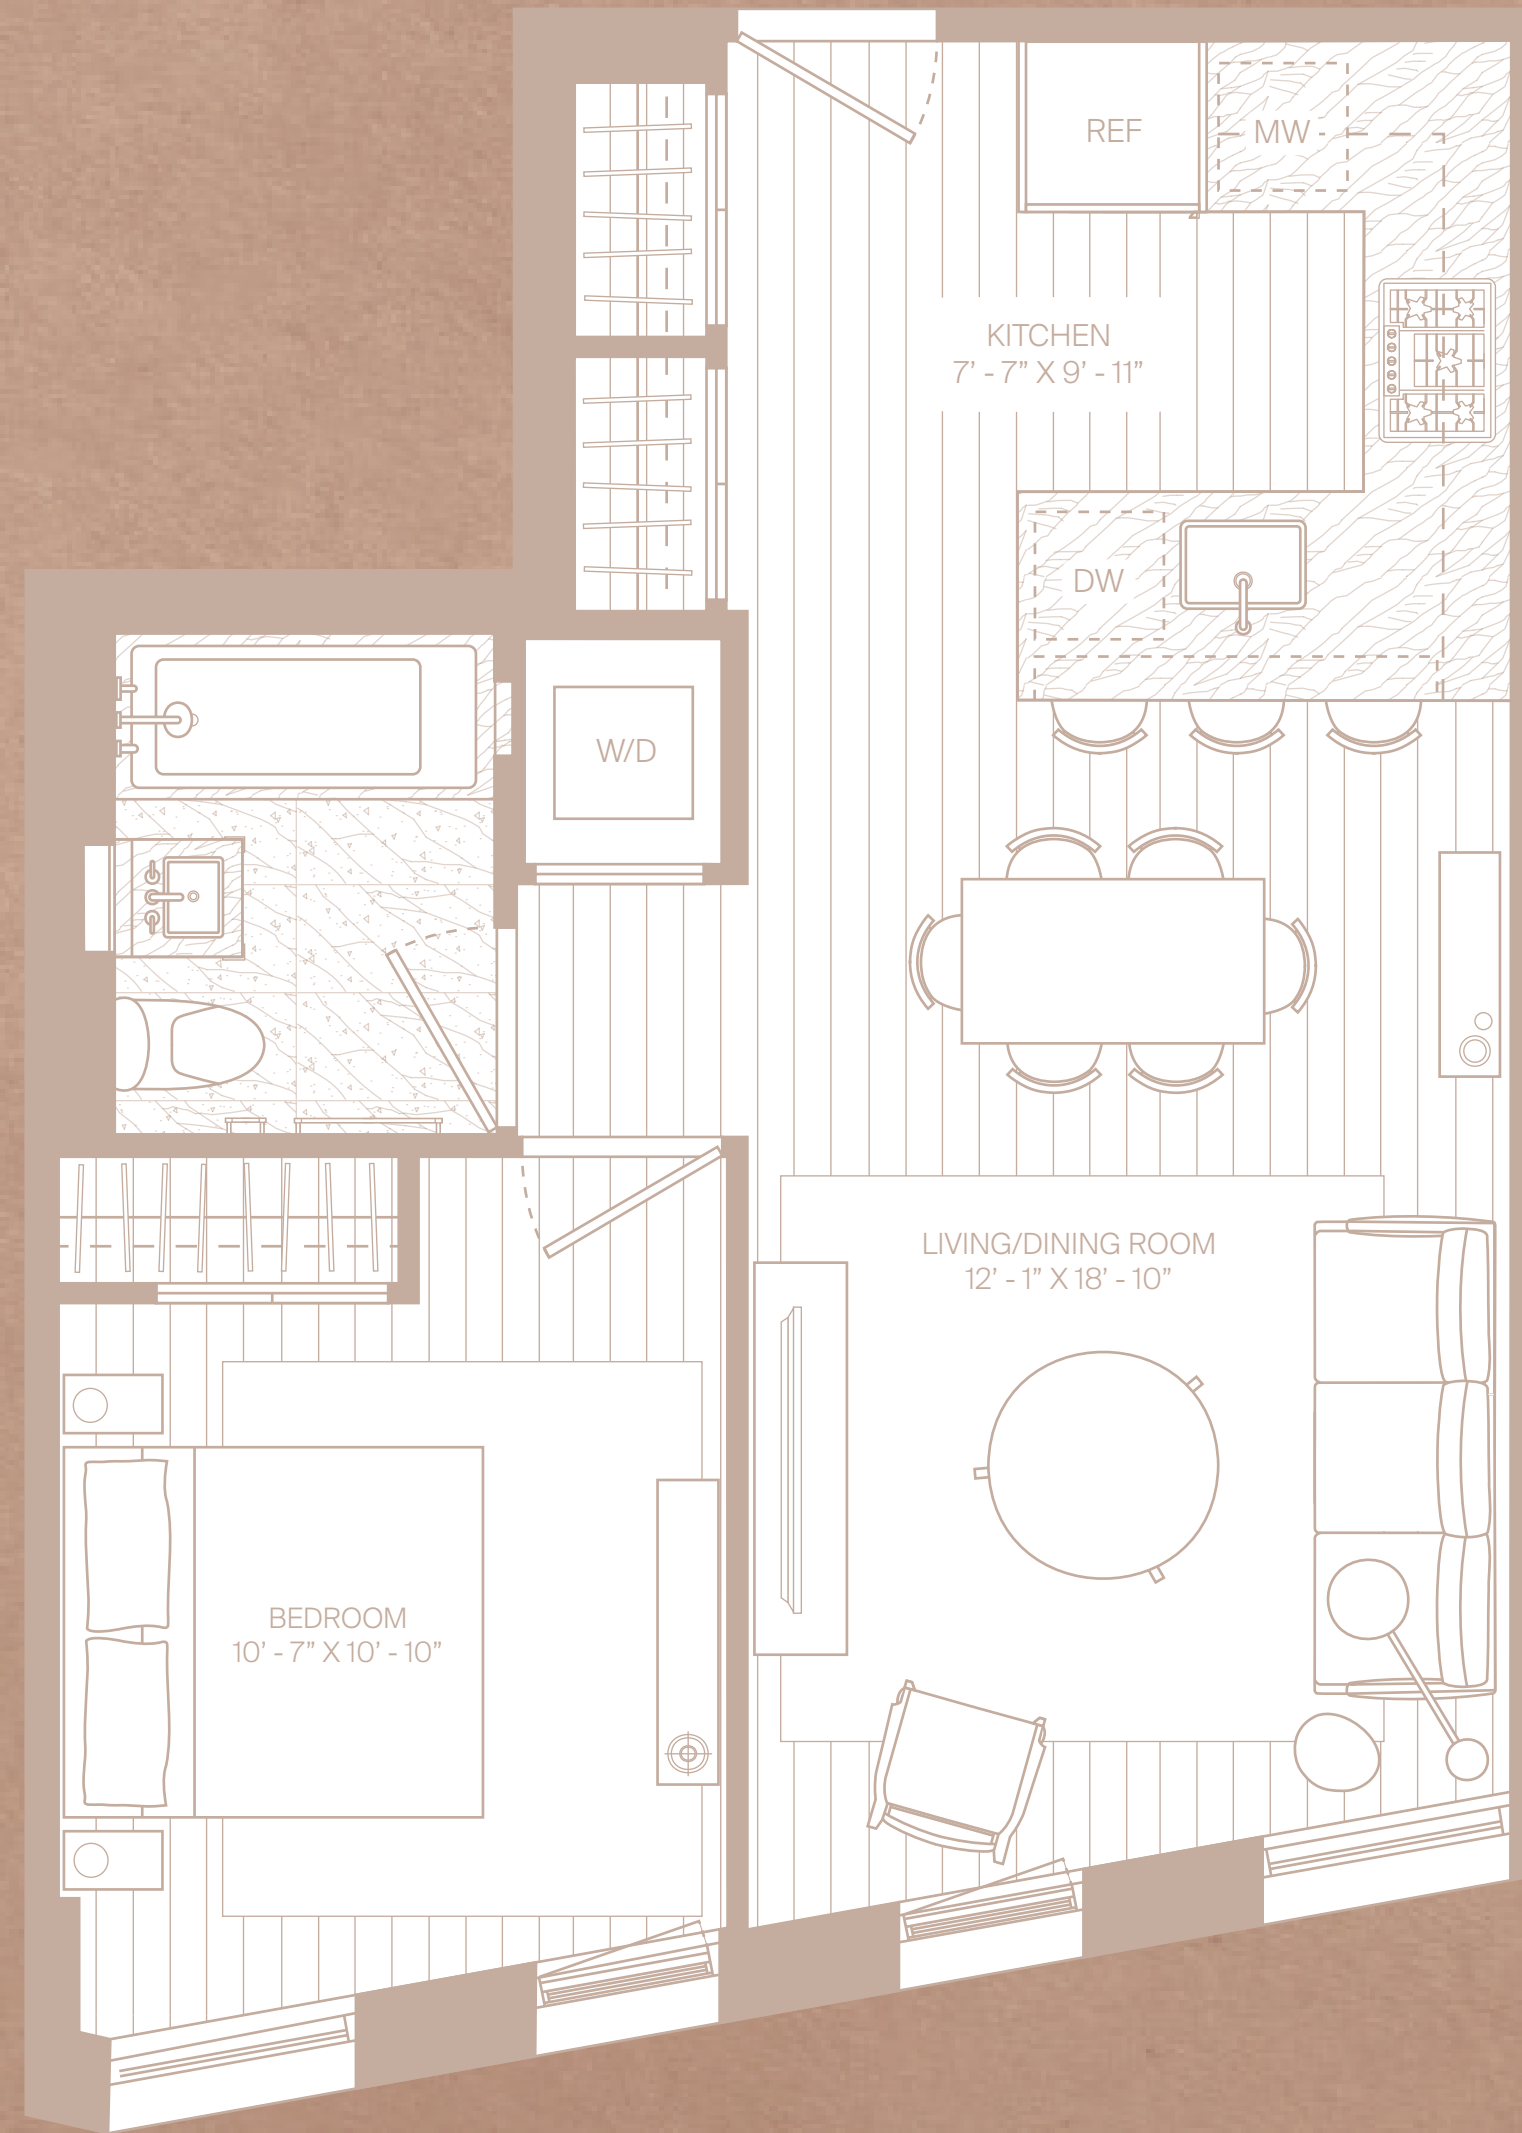 REF
MW
KITCHEN
7’ - 7” X 9’ - 11”
DW
W/D
LIVING/DINING ROOM
12’ - 1” X 18’ - 10”
BEDROOM
10’ - 7” X 10’ - 10”